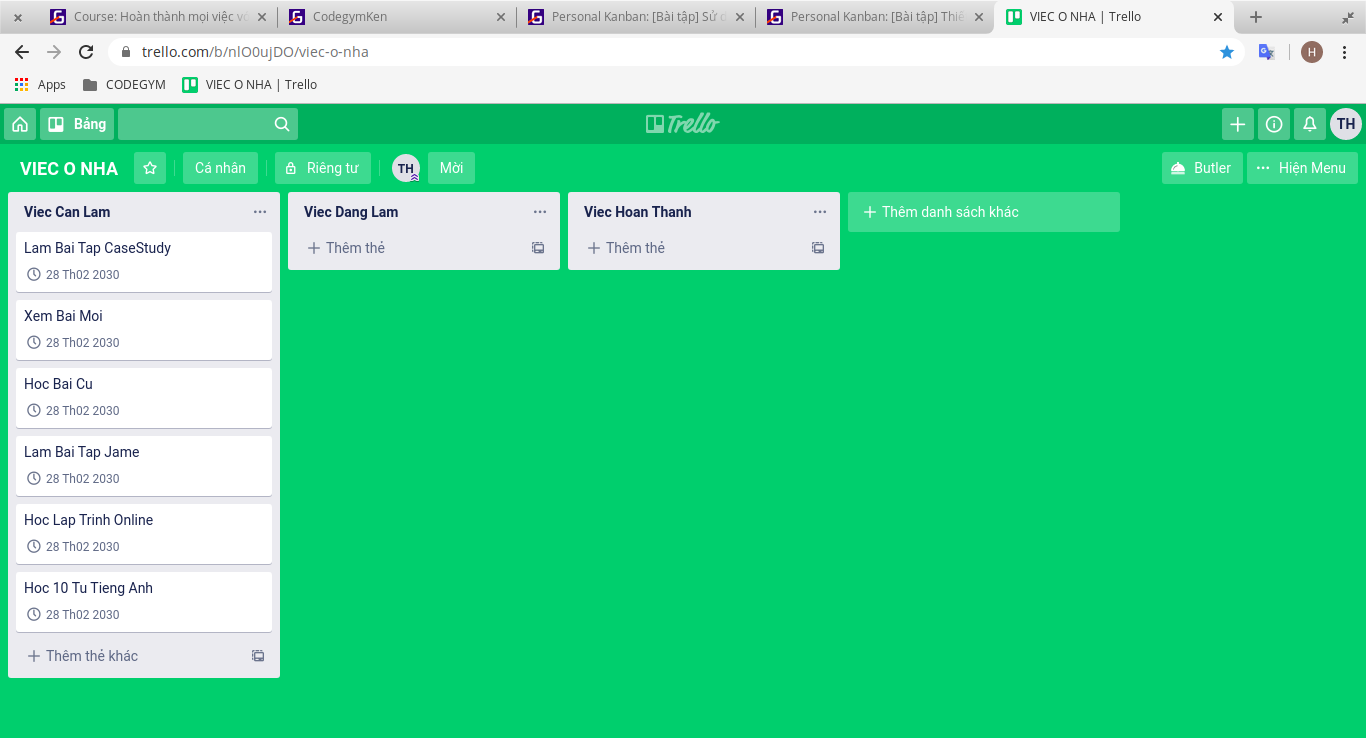 Course: Hoàn thành mọi việc vớ
CodegymKen
Personal Kanban: [Bài tập] Sử d
Personal Kanban: [Bài tập] Thiế
VIEC O NHA | Trello
trello.com/b/nlO0ujDO/viec-o-nha
H
Apps
CODEGYM
VIEC O NHA | Trello
Bảng
Trello
TH
VIEC O NHA
Cá nhân
Riêng tư
TH
Mời
Butler
Hiện Menu
Viec Can Lam
Lam Bai Tap CaseStudy
28 Th02 2030
Xem Bai Moi
28 Th02 2030
Hoc Bai Cu
28 Th02 2030
Lam Bai Tap Jame
28 Th02 2030
Hoc Lap Trinh Online
28 Th02 2030
Hoc 10 Tu Tieng Anh
28 Th02 2030
Thêm thẻ khác
Viec Dang Lam
Thêm thẻ
Viec Hoan Thanh
Thêm thẻ
Thêm danh sách khác